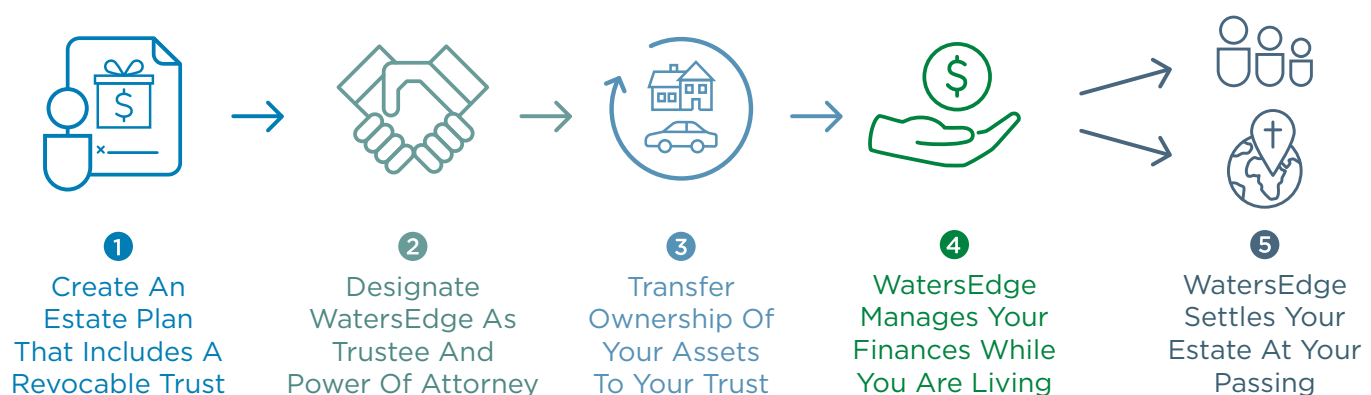 $
×
$
1
Create An
Estate Plan
That Includes A
Revocable Trust
2
Designate
WatersEdge As
Trustee And
Power Of Attorney
3
Transfer
Ownership Of
Your Assets
To Your Trust
4
WatersEdge
Manages Your
Finances While
You Are Living
5
WatersEdge
Settles Your
Estate At Your
Passing